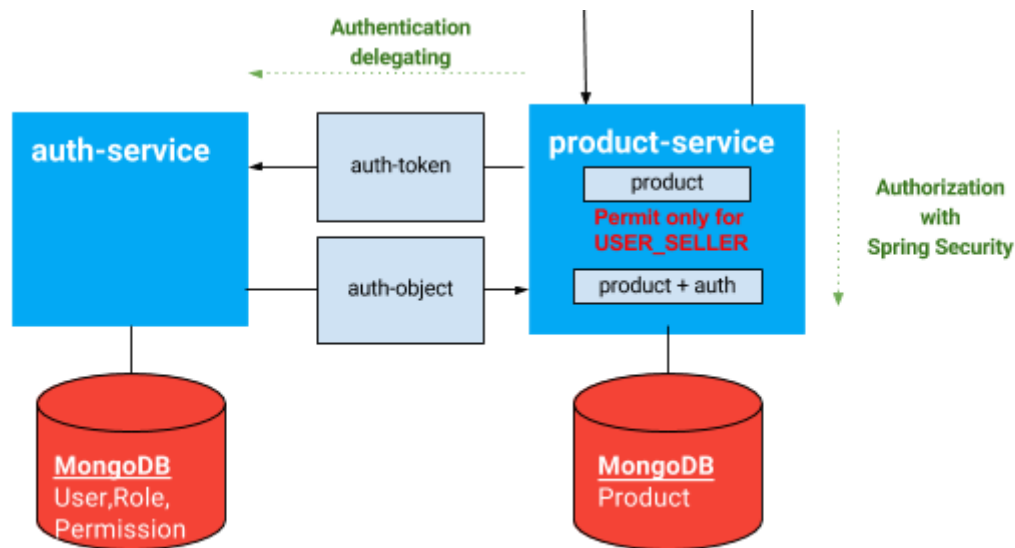 Authentication
delegating
auth-service
auth-token
auth-object
product-service
product
Permit only for
USER_SELLER
product + auth
Authorization
with
Spring Security
MongoDB
User,Role,
Permission
MongoDB
Product